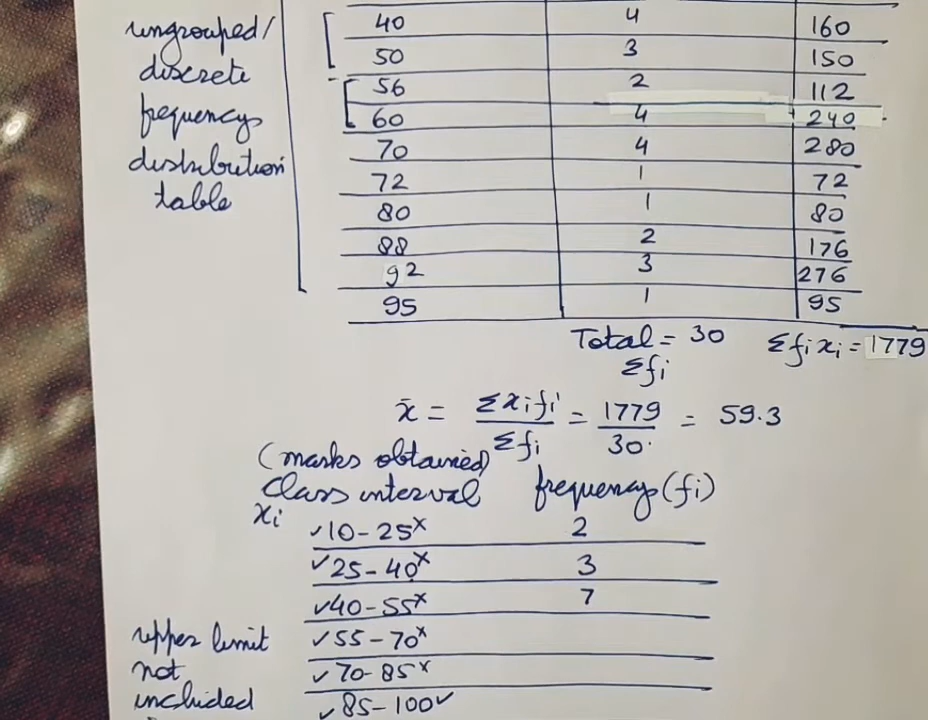 ungrouped/
discrete
frequency
distribution
table
40 4 160
50 3 150
56 2 112
60 4 240
70 4 280
72 1 72
80 1 80
88 2 176
92 3 276
95 1 95
Total = 30 Σfixi = 1779
Σfi
x̄ = Σxifi / Σfi = 1779 / 30 = 59.3
(marks obtained)
Class interval frequency (fi)
xi
✓10-25× 2
✓25-40× 3
✓40-55× 7
✓55-70×
✓70-85×
✓85-100✓
upper limit
not
included